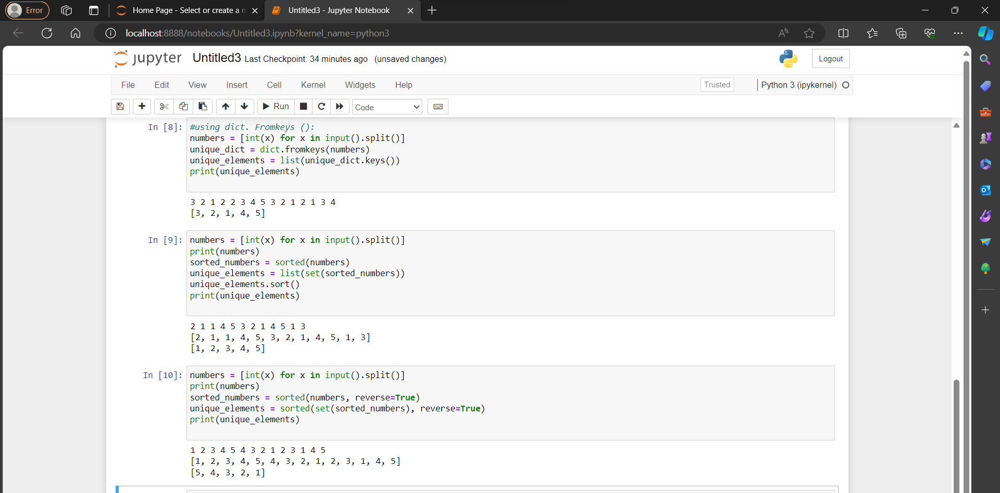 Error
Home Page - Select or create a n
Untitled3 - Jupyter Notebook
localhost:8888/notebooks/Untitled3.ipynb?kernel_name=python3
jupyter Untitled3 Last Checkpoint: 34 minutes ago (unsaved changes)
Logout
File Edit View Insert Cell Kernel Widgets Help
Trusted
Python 3 (ipykernel)
Run
Code
In [8]: #using dict. Fromkeys ():
numbers = [int(x) for x in input().split()]
unique_dict = dict.fromkeys(numbers)
unique_elements = list(unique_dict.keys())
print(unique_elements)
3 2 1 2 2 3 4 5 3 2 1 2 1 3 4
[3, 2, 1, 4, 5]
In [9]: numbers = [int(x) for x in input().split()]
print(numbers)
sorted_numbers = sorted(numbers)
unique_elements = list(set(sorted_numbers))
unique_elements.sort()
print(unique_elements)
2 1 1 4 5 3 2 1 4 5 1 3
[2, 1, 1, 4, 5, 3, 2, 1, 4, 5, 1, 3]
[1, 2, 3, 4, 5]
In [10]: numbers = [int(x) for x in input().split()]
print(numbers)
sorted_numbers = sorted(numbers, reverse=True)
unique_elements = sorted(set(sorted_numbers), reverse=True)
print(unique_elements)
1 2 3 4 5 4 3 2 1 2 3 1 4 5
[1, 2, 3, 4, 5, 4, 3, 2, 1, 2, 3, 1, 4, 5]
[5, 4, 3, 2, 1]